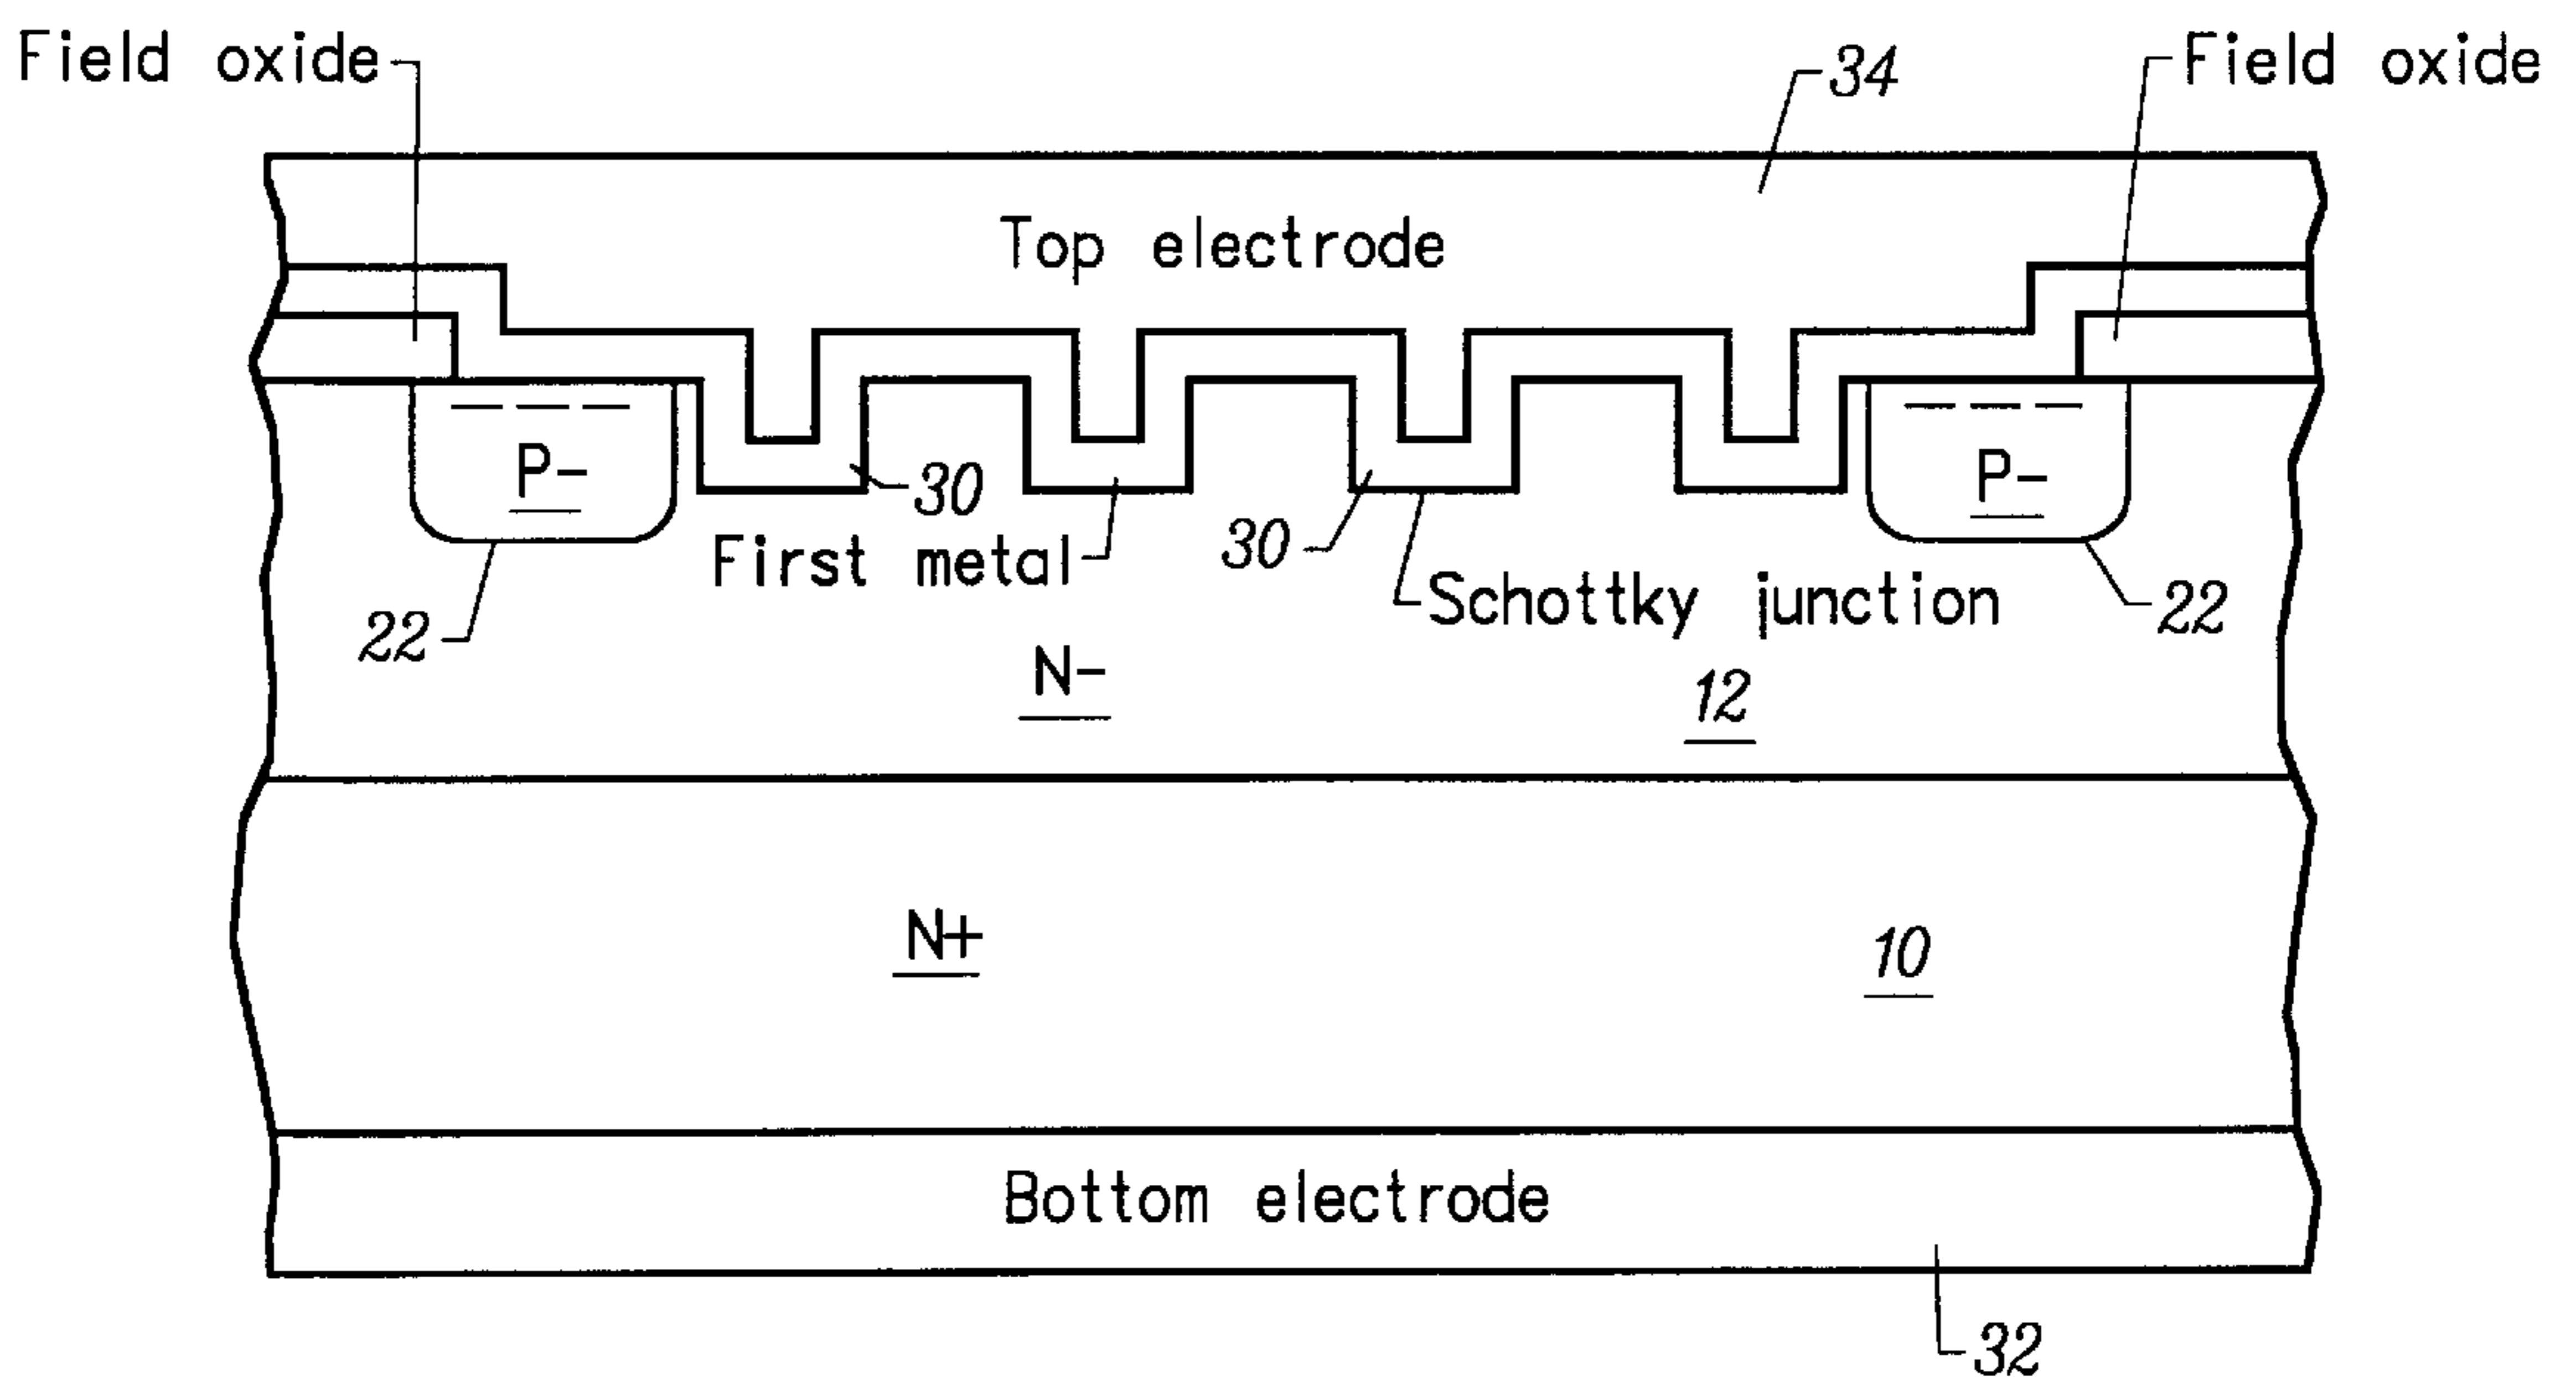 Field oxide
34
Field oxide
Top electrode
P-
30
P-
First metal
30
Schottky junction
22
22
N-
12
N+
10
Bottom electrode
32